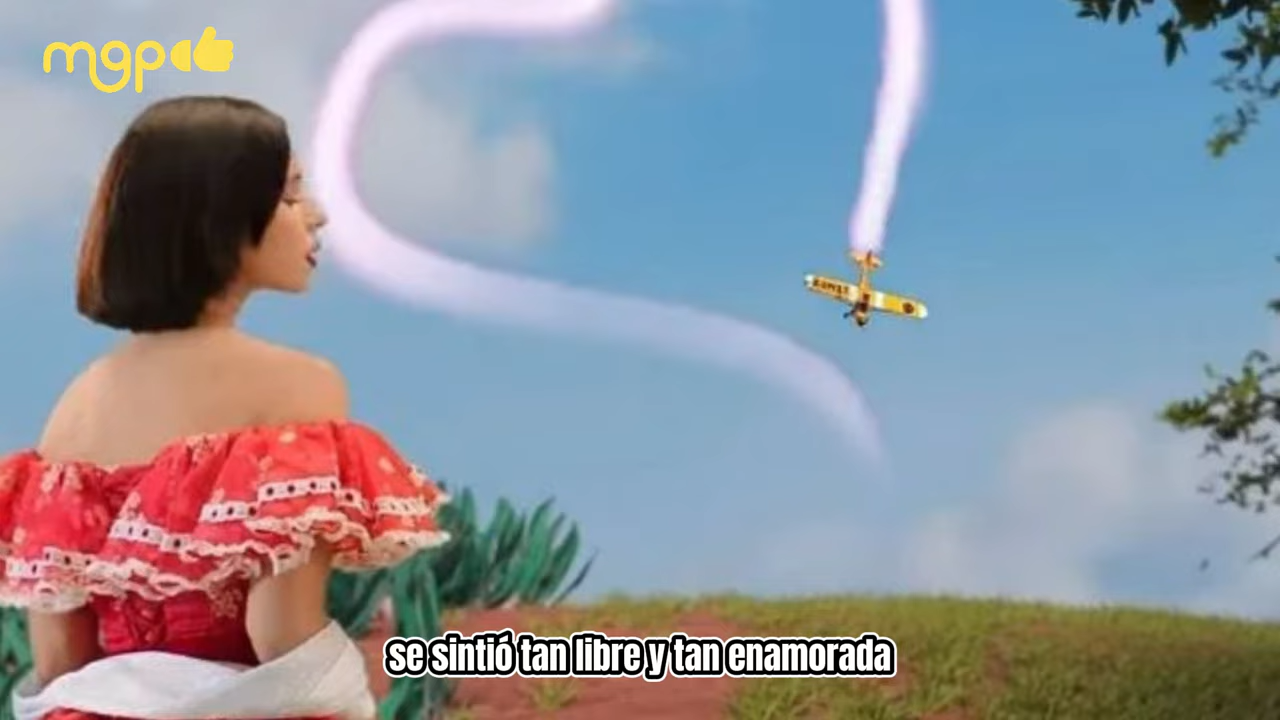 mgp
se sintió tan libre y tan enamorada